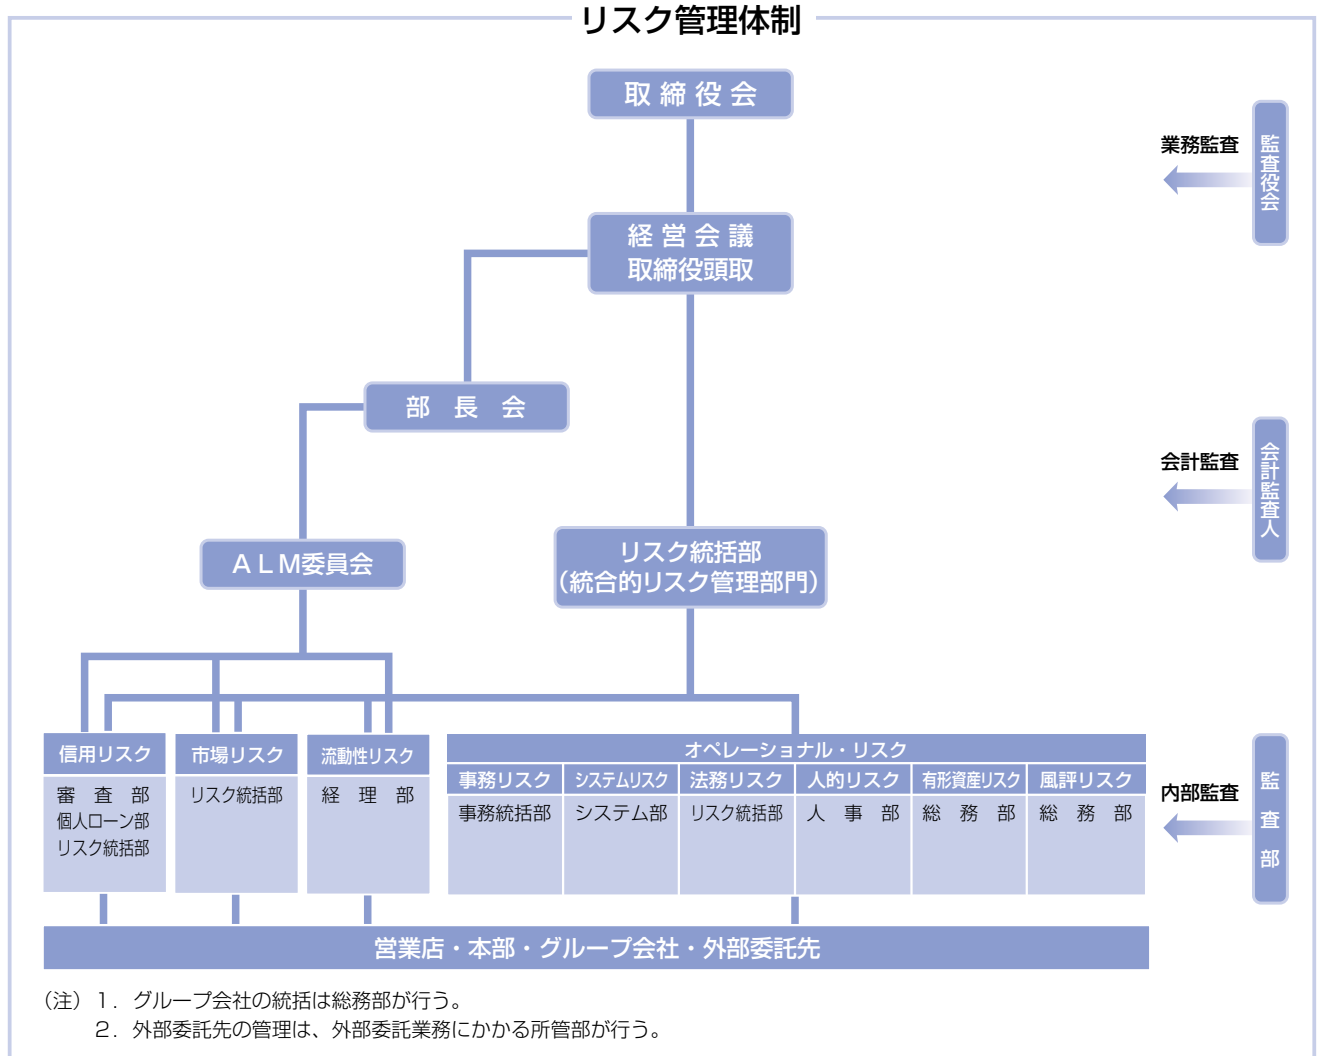 リスク管理体制
取締役会
業務監査
監査役会
経営会議
取締役頭取
部長会
会計監査
会計監査人
ALM委員会
リスク統括部
(統合的リスク管理部門)
信用リスク
審査部
個人ローン部
リスク統括部
市場リスク
リスク統括部
流動性リスク
経理部
オペレーショナル・リスク
事務リスク
事務統括部
システムリスク
システム部
法務リスク
リスク統括部
人的リスク
人事部
有形資産リスク
総務部
風評リスク
総務部
内部監査
監査部
営業店・本部・グループ会社・外部委託先
(注)1.グループ会社の統括は総務部が行う。
2.外部委託先の管理は、外部委託業務にかかる所管部が行う。